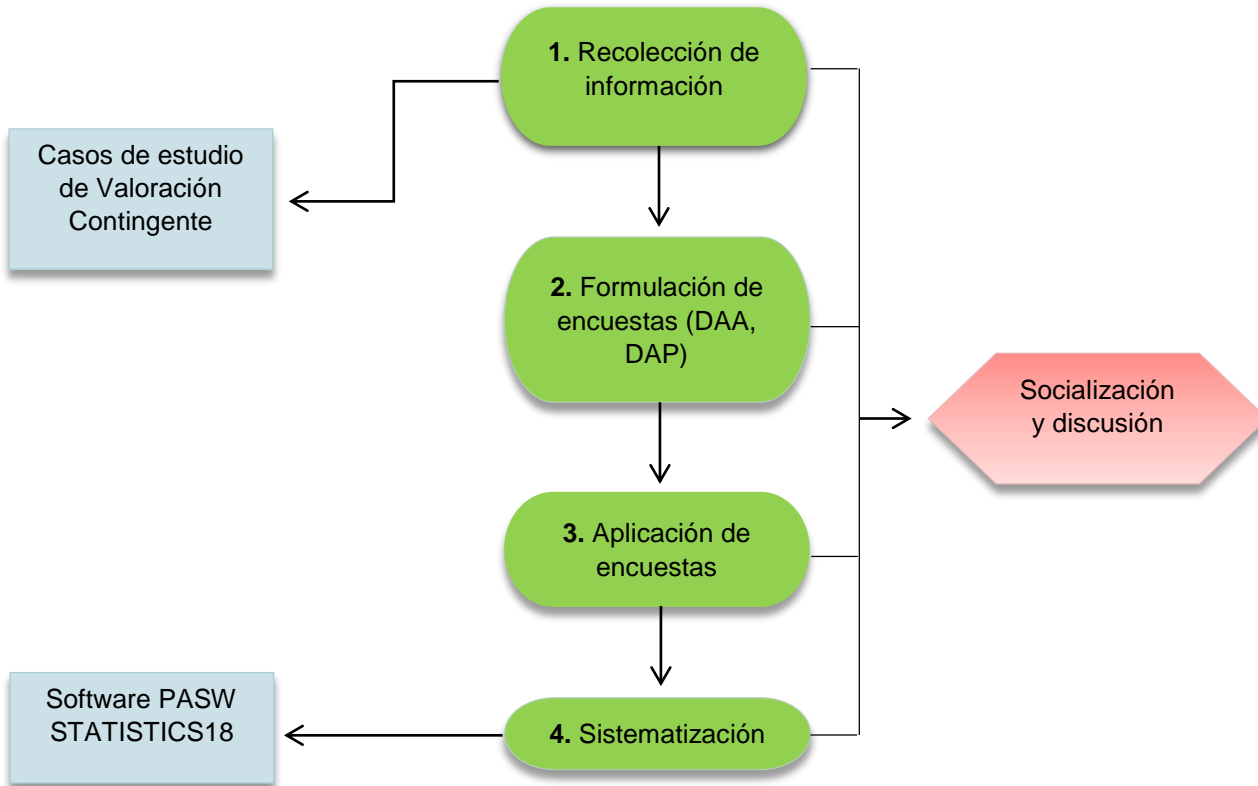 1. Recolección de
información
Casos de estudio
de Valoración
Contingente
2. Formulación de
encuestas (DAA,
DAP)
Socialización
y discusión
3. Aplicación de
encuestas
Software PASW
STATISTICS18
4. Sistematización